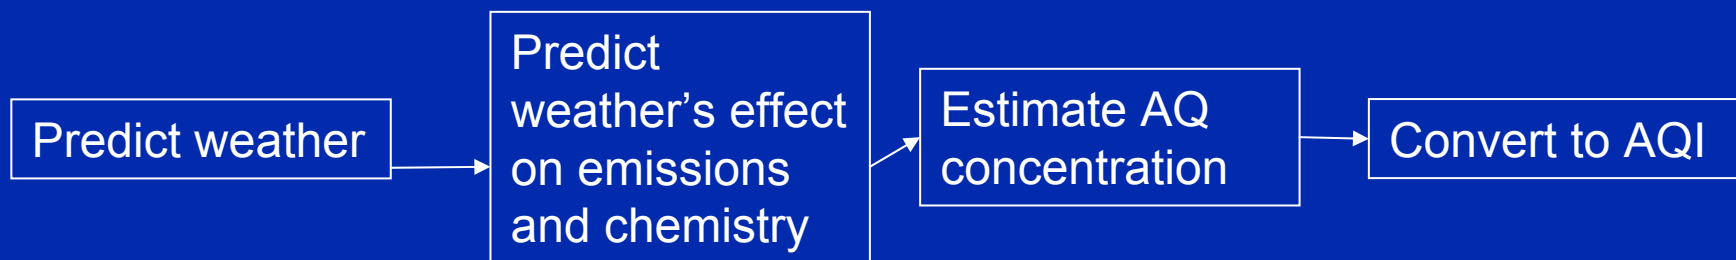 Predict weather
Predict
weather’s effect
on emissions
and chemistry
Estimate AQ
concentration
Convert to AQI